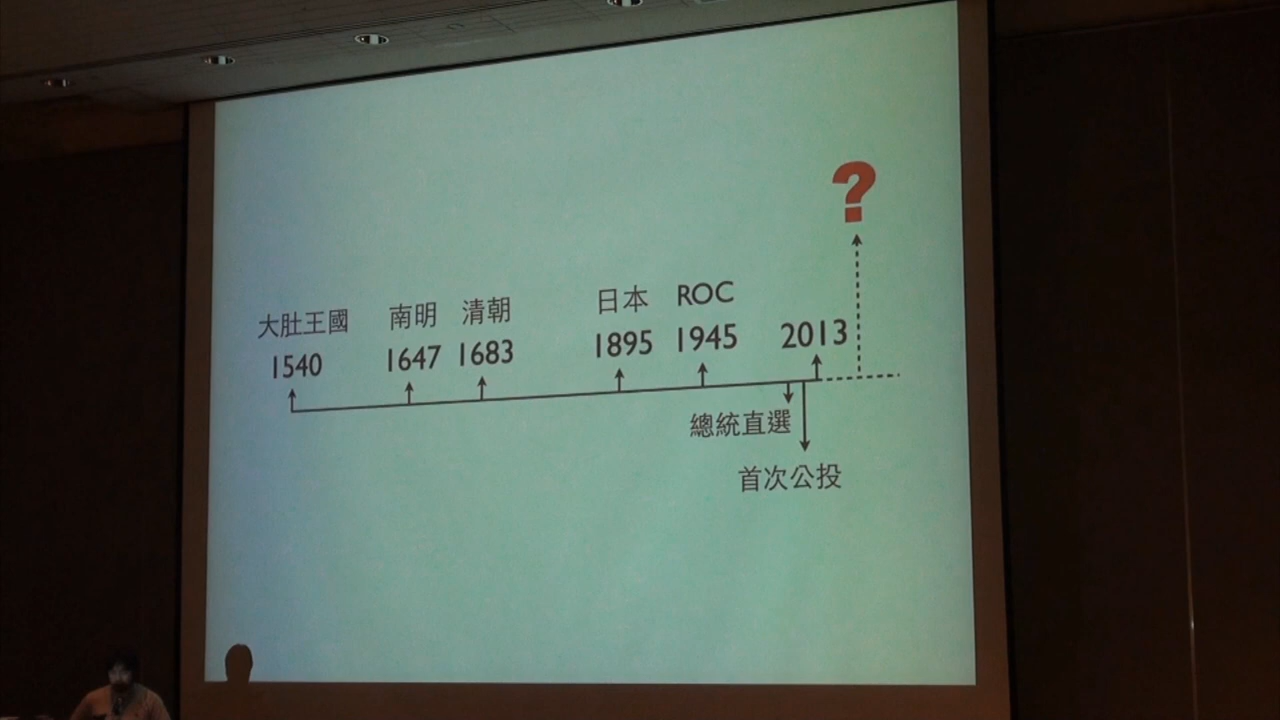 ?
大肚王國
1540
南明
1647
清朝
1683
日本
1895
ROC
1945
2013
總統直選
首次公投